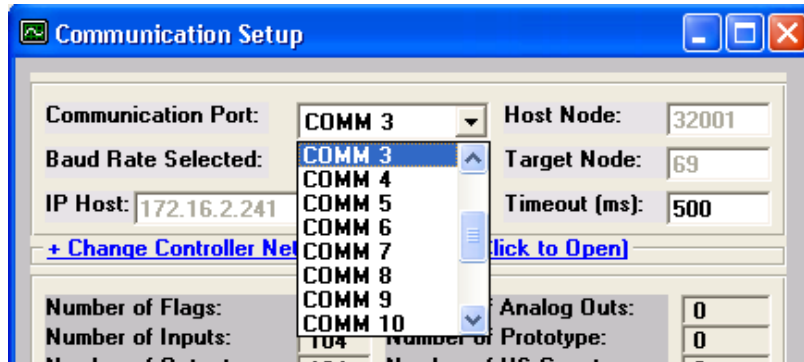 Communication Setup
Communication Port: COMM 3 Host Node: 32001
Baud Rate Selected: Target Node: 69
IP Host: 172.16.2.241 Timeout (ms): 500
COMM 3
COMM 4
COMM 5
COMM 6
COMM 7
COMM 8
COMM 9
COMM 10
+ Change Controller Net lick to Open)
Number of Flags: Analog Outs: 0
Number of Inputs: 104 Number of Prototype: 0